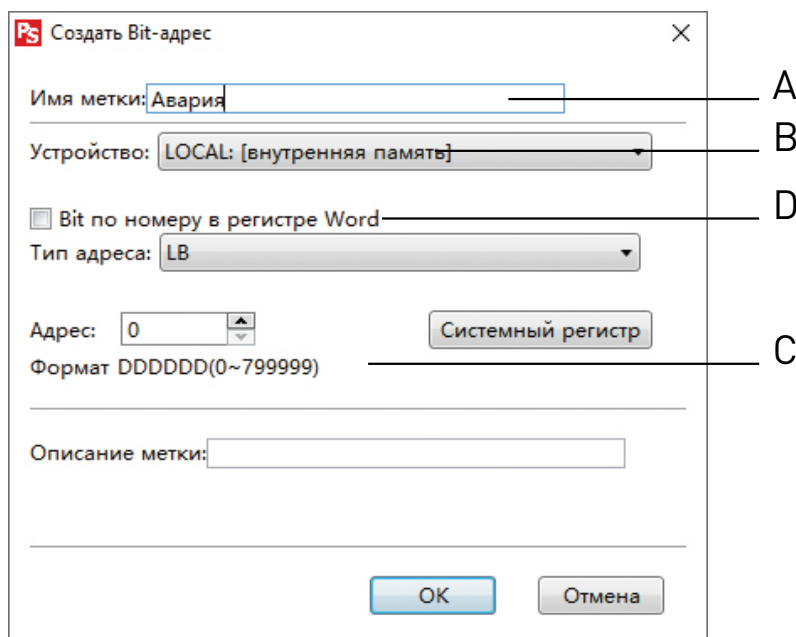 PS Создать Bit-адрес
Имя метки: Авария A
Устройство: LOCAL: [внутренняя память] B
Bit по номеру в регистре Word D
Тип адреса: LB
Адрес: 0 Системный регистр
Формат DDDDDD(0~799999) C
Описание метки:
OK Отмена